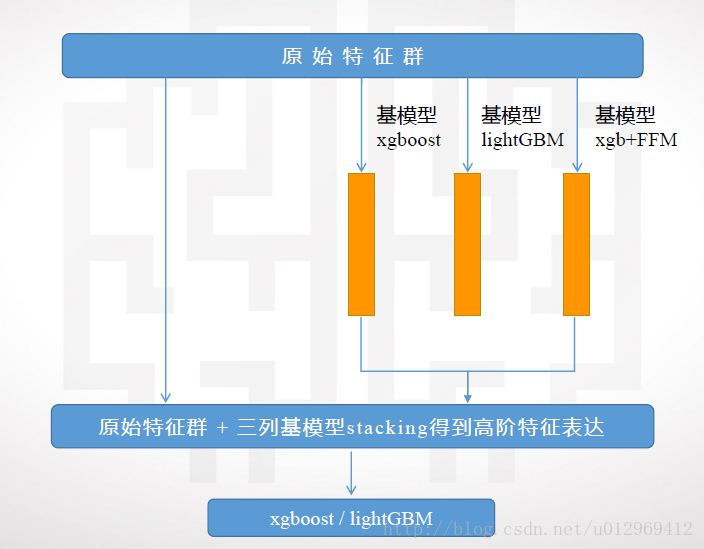 原始特征群
基模型
xgboost
基模型
lightGBM
基模型
xgb+FFM
原始特征群 + 三列基模型stacking得到高阶特征表达
xgboost / lightGBM
http://blog.csdn.net/u012969412